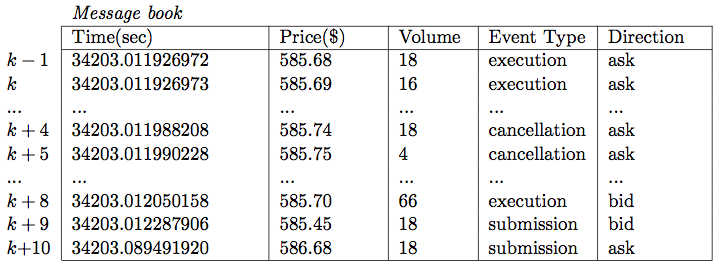 Message book
Time(sec) Price($) Volume Event Type Direction
k − 1 34203.011926972 585.68 18 execution ask
k 34203.011926973 585.69 16 execution ask
... ... ... ... ... ...
k + 4 34203.011988208 585.74 18 cancellation ask
k + 5 34203.011990228 585.75 4 cancellation ask
... ... ... ... ... ...
k + 8 34203.012050158 585.70 66 execution bid
k + 9 34203.012287906 585.45 18 submission bid
k+10 34203.089491920 586.68 18 submission ask